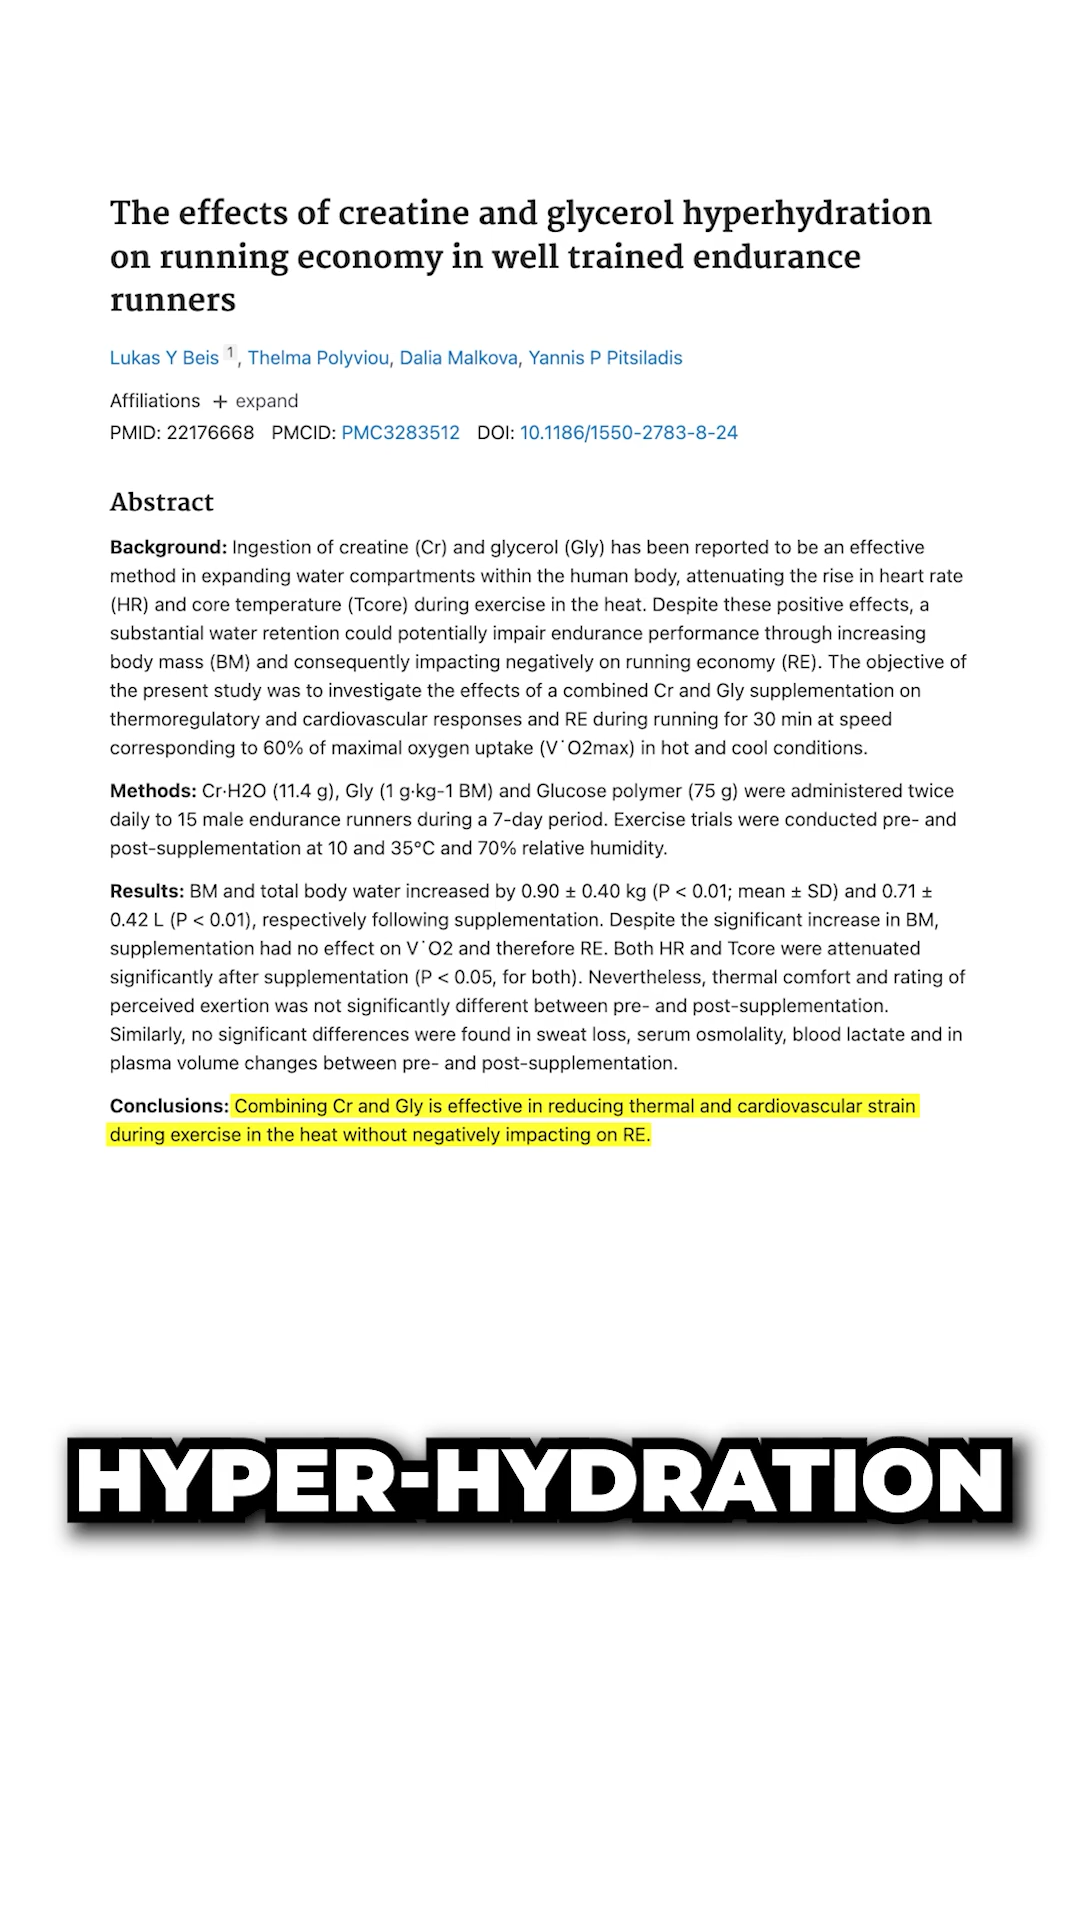 The effects of creatine and glycerol hyperhydration
on running economy in well trained endurance
runners
Lukas Y Beis 1, Thelma Polyviou, Dalia Malkova, Yannis P Pitsiladis
Affiliations + expand
PMID: 22176668 PMCID: PMC3283512 DOI: 10.1186/1550-2783-8-24
Abstract
Background: Ingestion of creatine (Cr) and glycerol (Gly) has been reported to be an effective
method in expanding water compartments within the human body, attenuating the rise in heart rate
(HR) and core temperature (Tcore) during exercise in the heat. Despite these positive effects, a
substantial water retention could potentially impair endurance performance through increasing
body mass (BM) and consequently impacting negatively on running economy (RE). The objective of
the present study was to investigate the effects of a combined Cr and Gly supplementation on
thermoregulatory and cardiovascular responses and RE during running for 30 min at speed
corresponding to 60% of maximal oxygen uptake (V˙O2max) in hot and cool conditions.
Methods: Cr·H2O (11.4 g), Gly (1 g·kg-1 BM) and Glucose polymer (75 g) were administered twice
daily to 15 male endurance runners during a 7-day period. Exercise trials were conducted pre- and
post-supplementation at 10 and 35°C and 70% relative humidity.
Results: BM and total body water increased by 0.90 ± 0.40 kg (P < 0.01; mean ± SD) and 0.71 ±
0.42 L (P < 0.01), respectively following supplementation. Despite the significant increase in BM,
supplementation had no effect on V˙O2 and therefore RE. Both HR and Tcore were attenuated
significantly after supplementation (P < 0.05, for both). Nevertheless, thermal comfort and rating of
perceived exertion was not significantly different between pre- and post-supplementation.
Similarly, no significant differences were found in sweat loss, serum osmolality, blood lactate and in
plasma volume changes between pre- and post-supplementation.
Conclusions: Combining Cr and Gly is effective in reducing thermal and cardiovascular strain
during exercise in the heat without negatively impacting on RE.
HYPER-HYDRATION